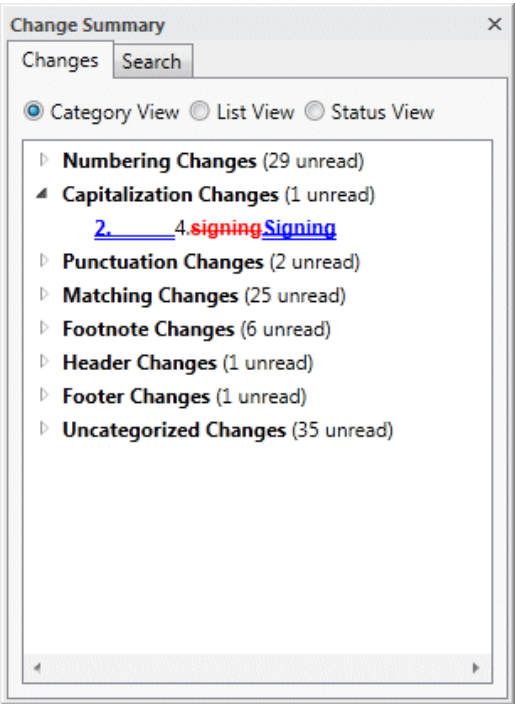 Change Summary
Changes Search
Category View List View Status View
Numbering Changes (29 unread)
Capitalization Changes (1 unread)
2.______4.signingSigning
Punctuation Changes (2 unread)
Matching Changes (25 unread)
Footnote Changes (6 unread)
Header Changes (1 unread)
Footer Changes (1 unread)
Uncategorized Changes (35 unread)